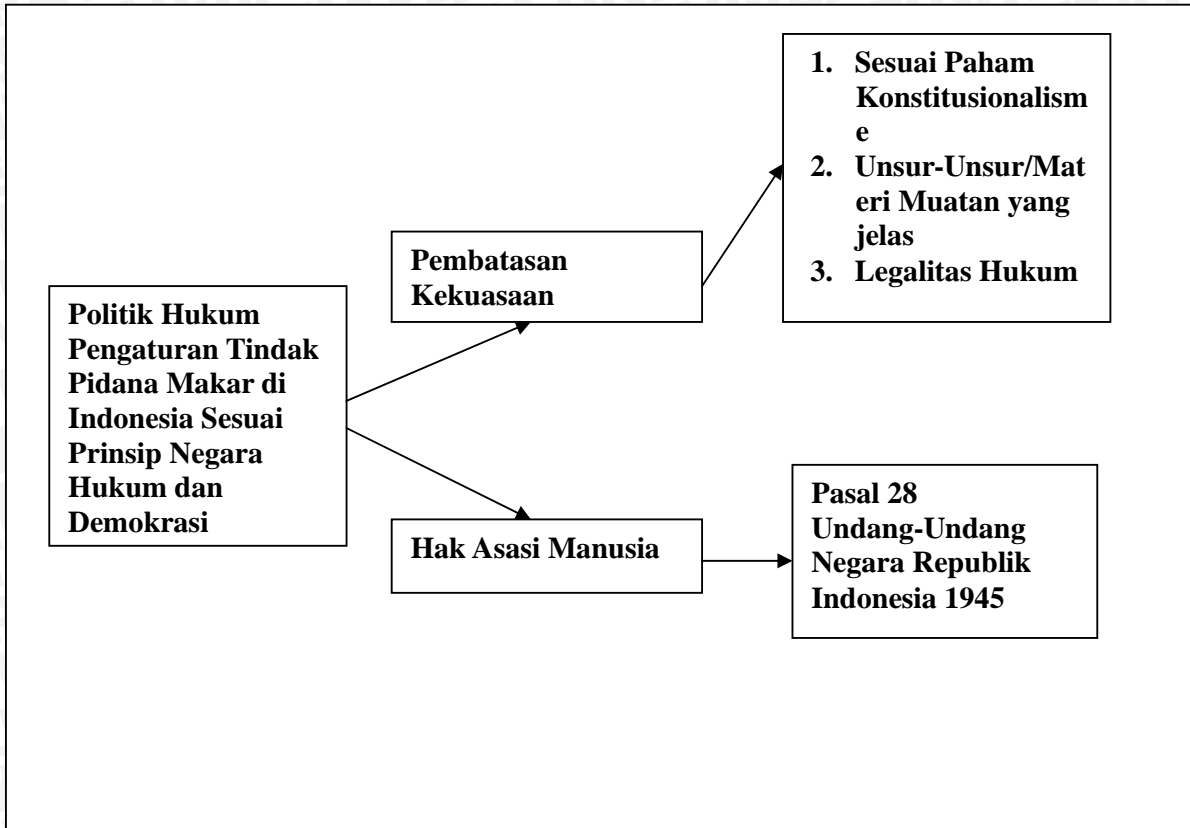 Politik Hukum
Pengaturan Tindak
Pidana Makar di
Indonesia Sesuai
Prinsip Negara
Hukum dan
Demokrasi
Pembatasan
Kekuasaan
1. Sesuai Paham
Konstitusionalism
e
2. Unsur-Unsur/Mat
eri Muatan yang
jelas
3. Legalitas Hukum
Hak Asasi Manusia
Pasal 28
Undang-Undang
Negara Republik
Indonesia 1945